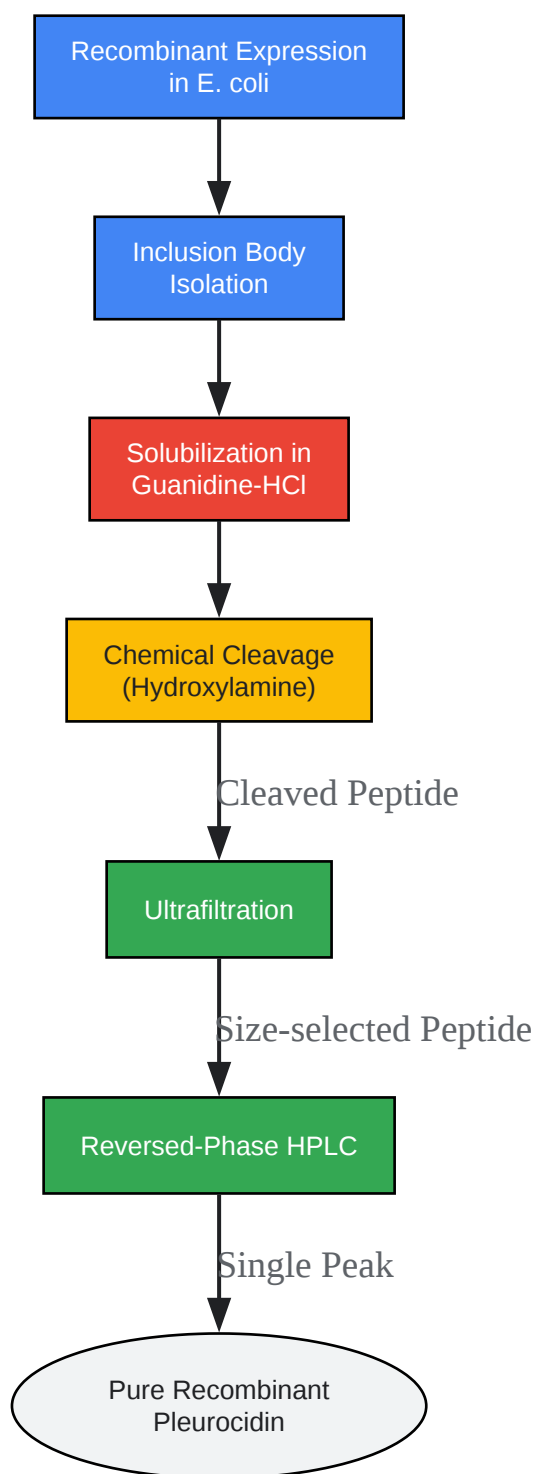 Recombinant Expression
in E. coli
Inclusion Body
Isolation
Solubilization in
Guanidine-HCl
Chemical Cleavage
(Hydroxylamine)
Cleaved Peptide
Ultrafiltration
Size-selected Peptide
Reversed-Phase HPLC
Single Peak
Pure Recombinant
Pleurocidin